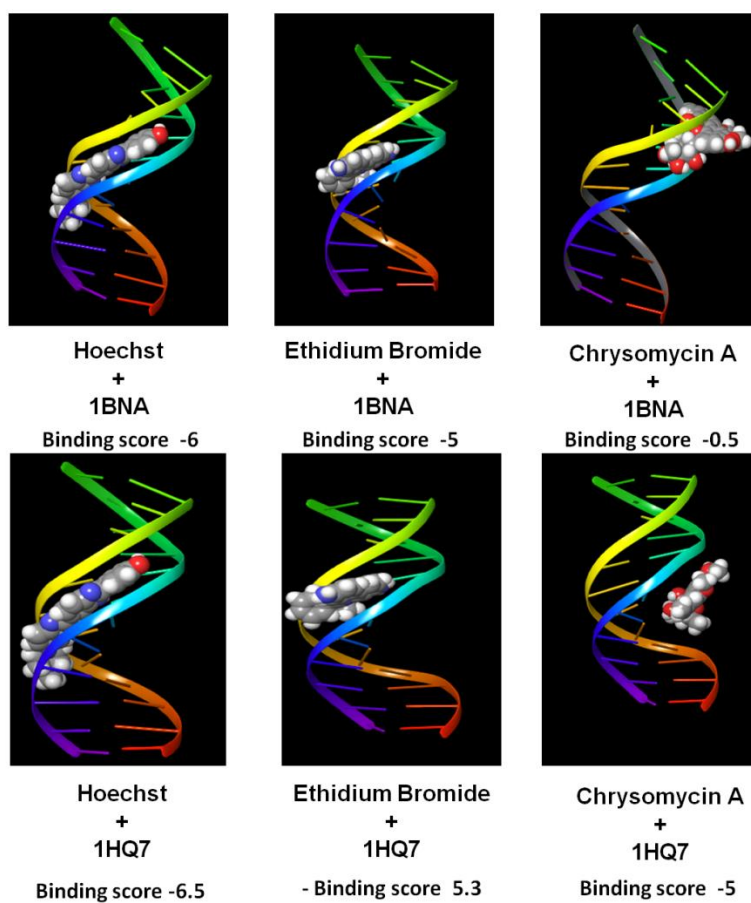 Hoechst
+
1BNA
Binding score -6
Ethidium Bromide
+
1BNA
Binding score -5
Chrysomycin A
+
1BNA
Binding score -0.5
Hoechst
+
1HQ7
Binding score -6.5
Ethidium Bromide
+
1HQ7
- Binding score 5.3
Chrysomycin A
+
1HQ7
Binding score -5